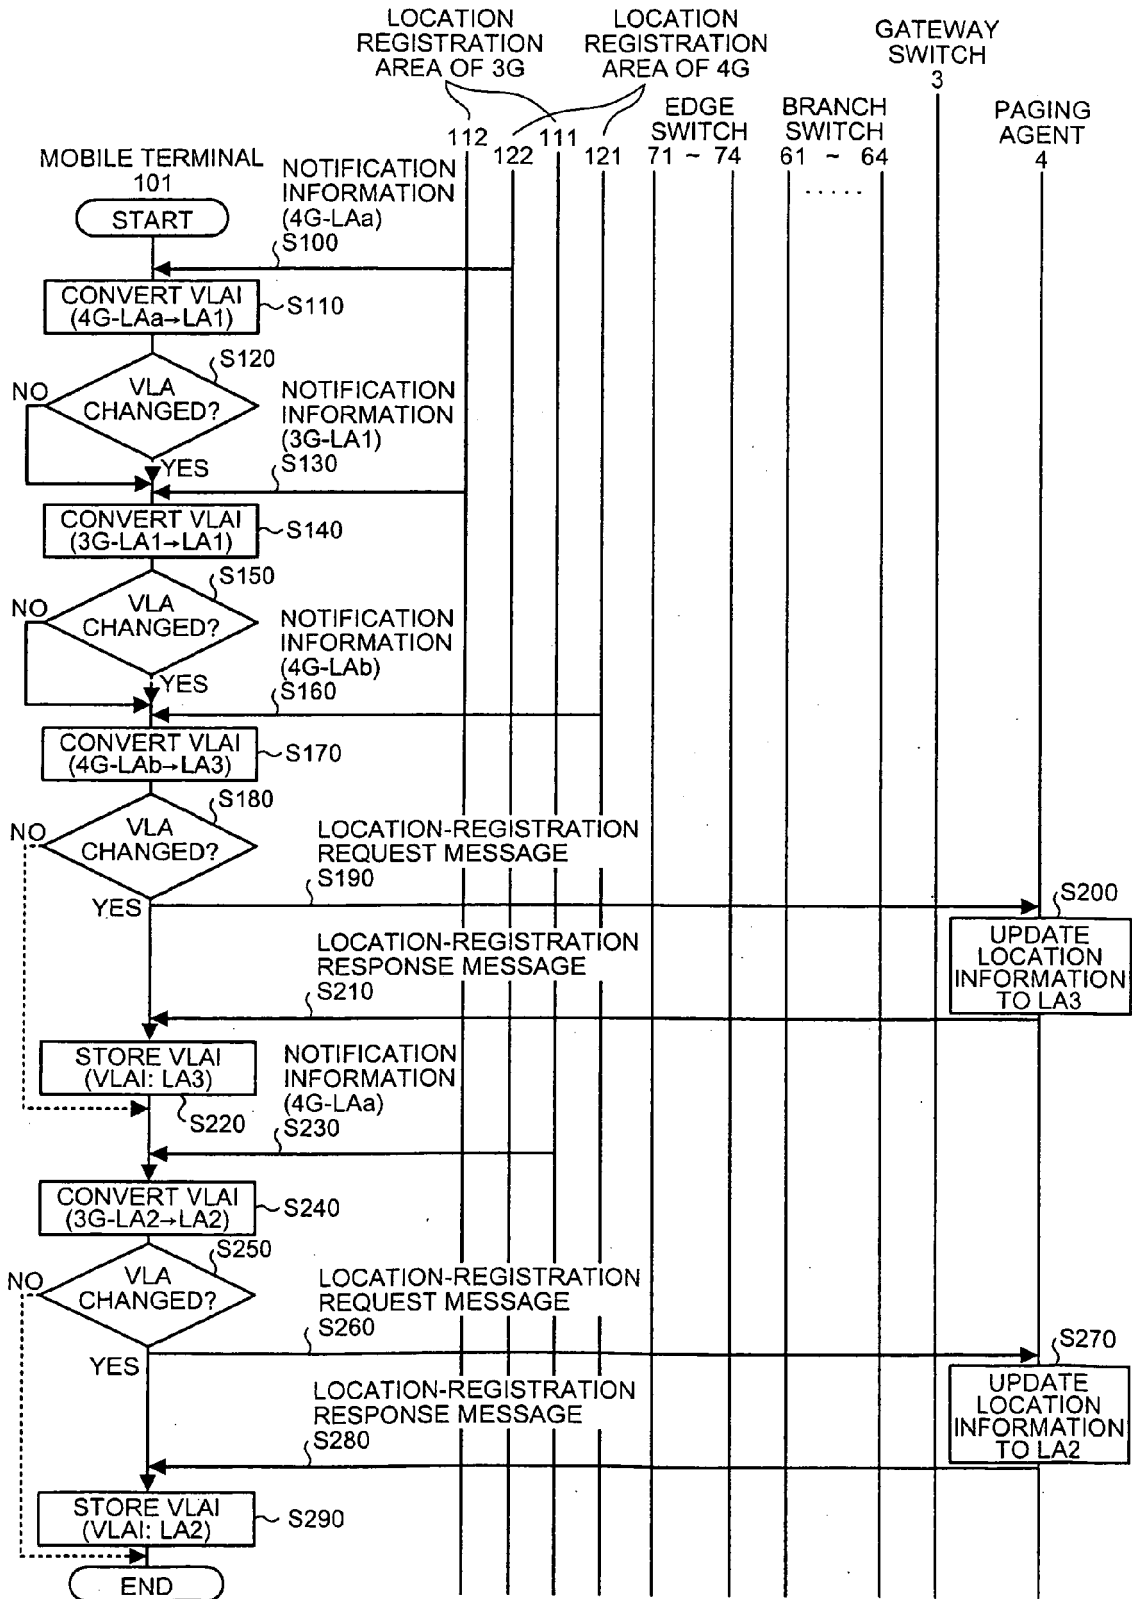 LOCATION
REGISTRATION
AREA OF 3G
LOCATION
REGISTRATION
AREA OF 4G
GATEWAY
SWITCH
3
112
122
111
121
EDGE
SWITCH
71 ~ 74
BRANCH
SWITCH
61 ~ 64
.....
PAGING
AGENT
4
MOBILE TERMINAL
101
START
NOTIFICATION
INFORMATION
(4G-LAa)
S100
CONVERT VLAI
(4G-LAa→LA1)
S110
S120
NO
VLA
CHANGED?
YES
NOTIFICATION
INFORMATION
(3G-LA1)
S130
CONVERT VLAI
(3G-LA1→LA1)
S140
S150
NO
VLA
CHANGED?
YES
NOTIFICATION
INFORMATION
(4G-LAb)
S160
CONVERT VLAI
(4G-LAb→LA3)
S170
S180
NO
VLA
CHANGED?
YES
LOCATION-REGISTRATION
REQUEST MESSAGE
S190
S200
UPDATE
LOCATION
INFORMATION
TO LA3
LOCATION-REGISTRATION
RESPONSE MESSAGE
S210
STORE VLAI
(VLAI: LA3)
S220
NOTIFICATION
INFORMATION
(4G-LAa)
S230
CONVERT VLAI
(3G-LA2→LA2)
S240
S250
NO
VLA
CHANGED?
YES
LOCATION-REGISTRATION
REQUEST MESSAGE
S260
S270
UPDATE
LOCATION
INFORMATION
TO LA2
LOCATION-REGISTRATION
RESPONSE MESSAGE
S280
STORE VLAI
(VLAI: LA2)
S290
END